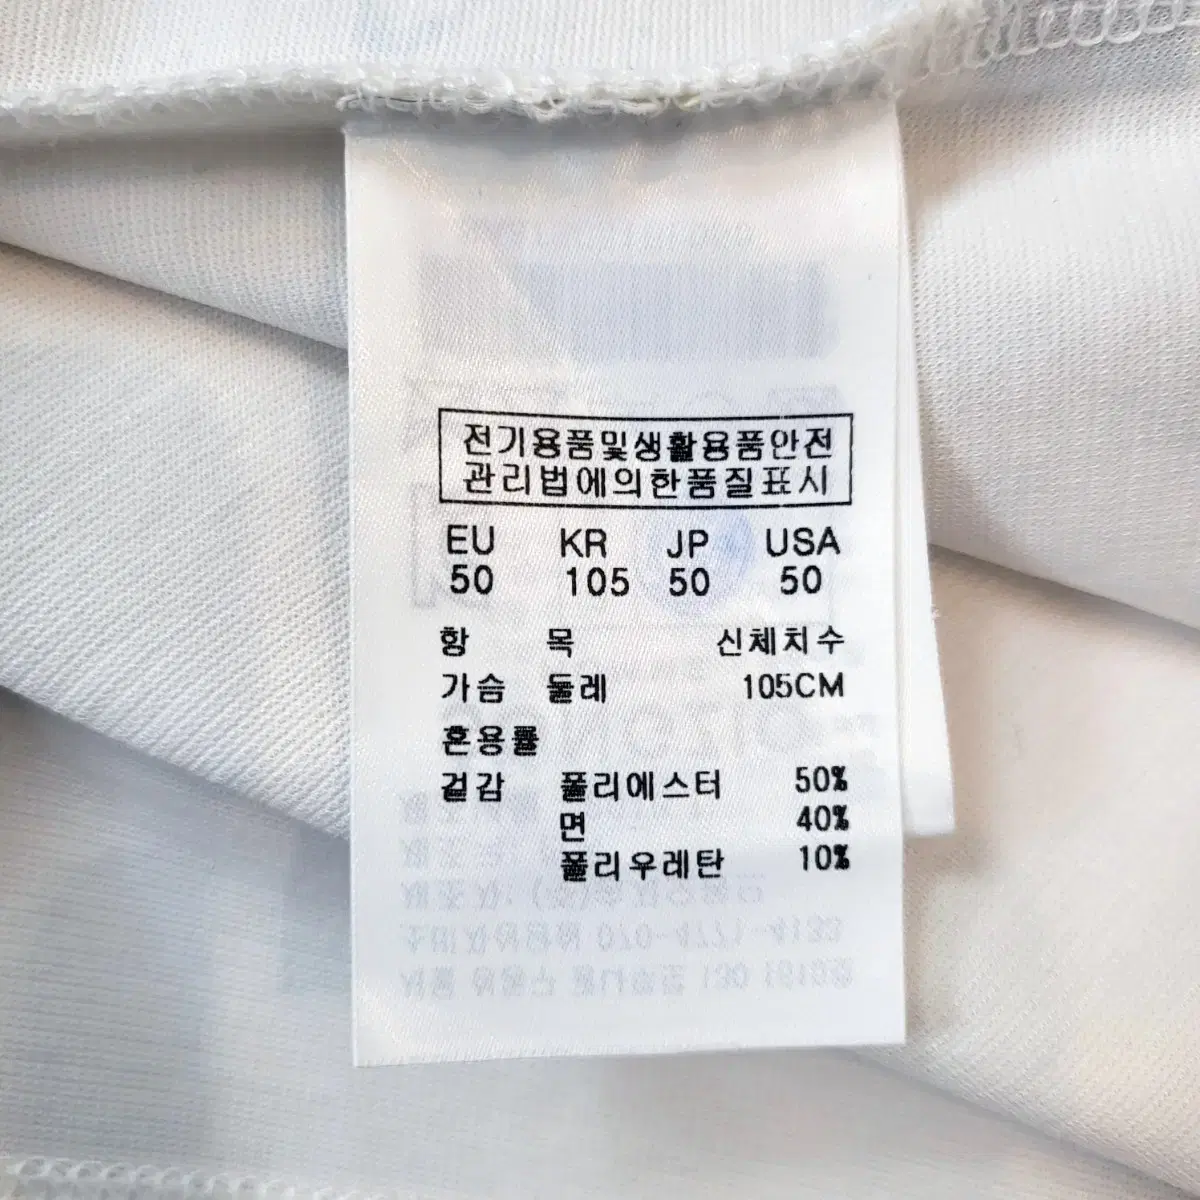 전기용품및생활용품안전
관리법에의한품질표시
EU KR JP USA
50 105 50 50
항 목 신체치수
가슴 둘레 105CM
혼용률
겉감 폴리에스터 50%
면 40%
폴리우레탄 10%